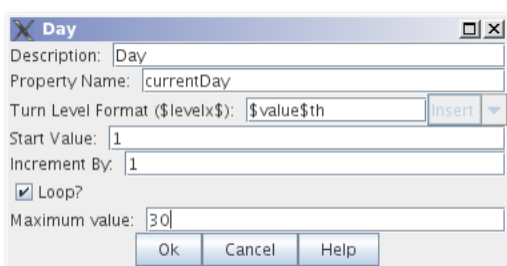 Day
Description: Day
Property Name: currentDay
Turn Level Format ($levelx$): $value$th Insert
Start Value: 1
Increment By: 1
Loop?
Maximum value: 30
Ok Cancel Help